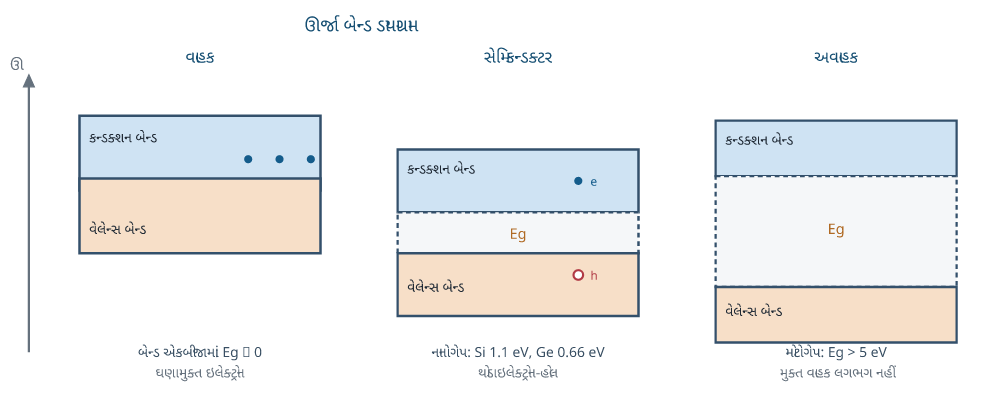 ઊર્જા બેન્ડ ડાયાગ્રામ
વાહક
સેમિકન્ડક્ટર
અવાહક
ઊ
કન્ડક્શન બેન્ડ
વેલેન્સ બેન્ડ
કન્ડક્શન બેન્ડ
e
Eg
h
વેલેન્સ બેન્ડ
કન્ડક્શન બેન્ડ
Eg
વેલેન્સ બેન્ડ
બેન્ડ એકબીજામાં Eg 0
ઘણા મુક્ત ઇલેક્ટ્રોન
નાનો ગેપ: Si 1.1 eV, Ge 0.66 eV
થોડા ઇલેક્ટ્રોન-હોલ
મોટો ગેપ: Eg > 5 eV
મુક્ત વાહક લગભગ નહીં